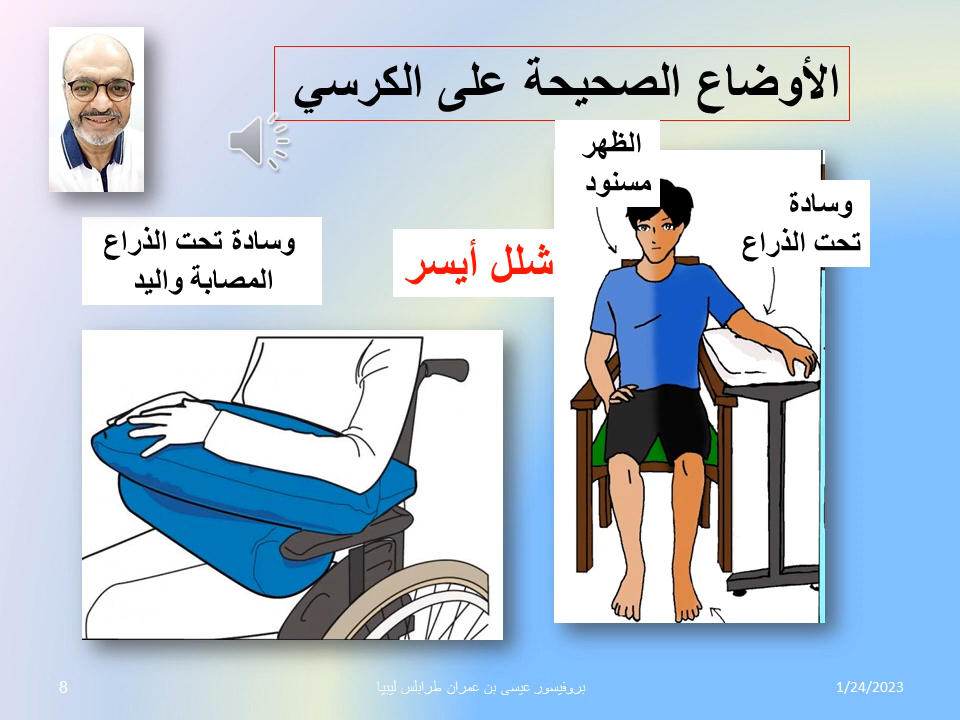 الأوضاع الصحيحة على الكرسي
الظهر
مسنود
وسادة
تحت الذراع
شلل أيسر
وسادة تحت الذراع
المصابة واليد
8
بروفيسور عيسى بن عمران طرابلس ليبيا
1/24/2023